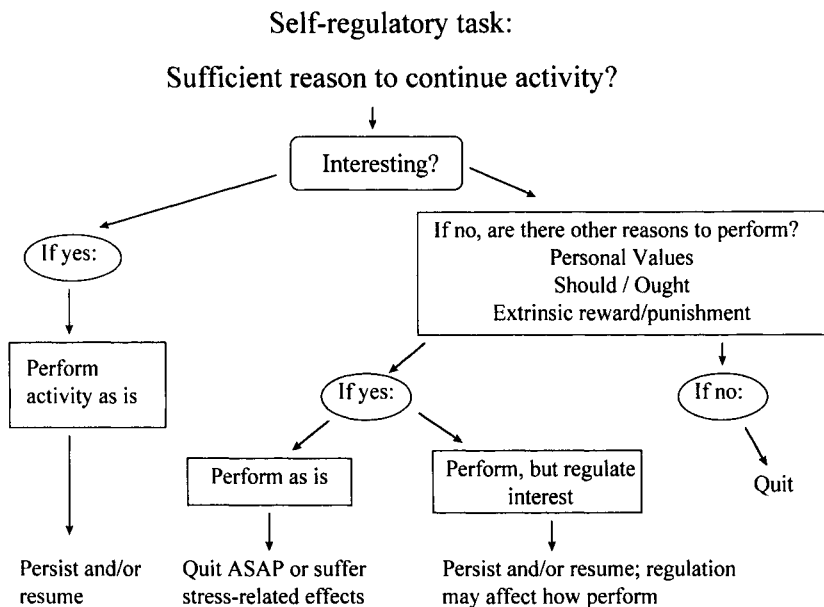 Self-regulatory task:
Sufficient reason to continue activity?
Interesting?
If yes:
If no, are there other reasons to perform?
Personal Values
Should / Ought
Extrinsic reward/punishment
Perform
activity as is
If yes:
If no:
Perform as is
Perform, but regulate
interest
Quit
Persist and/or
resume
Quit ASAP or suffer
stress-related effects
Persist and/or resume; regulation
may affect how perform